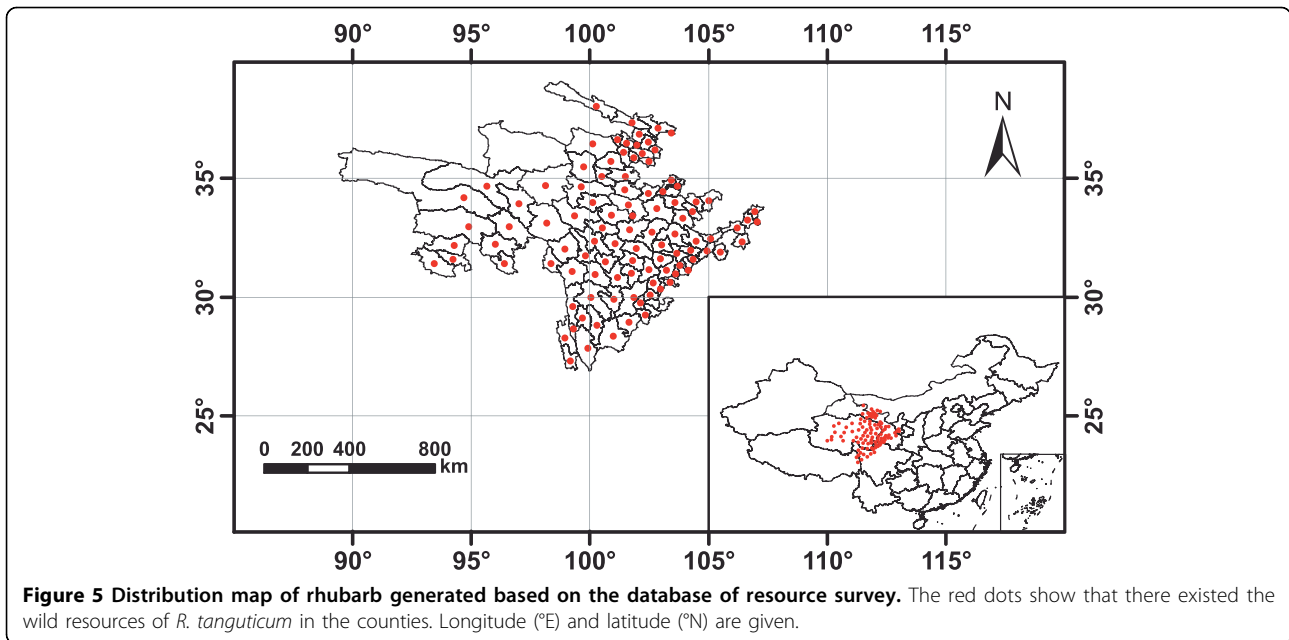 90° 95° 100° 105° 110° 115°
N
35° 35°
30° 30°
25° 25°
0 200 400 800
km
90° 95° 100° 105° 110° 115°
Figure 5 Distribution map of rhubarb generated based on the database of resource survey. The red dots show that there existed the
wild resources of R. tanguticum in the counties. Longitude (°E) and latitude (°N) are given.